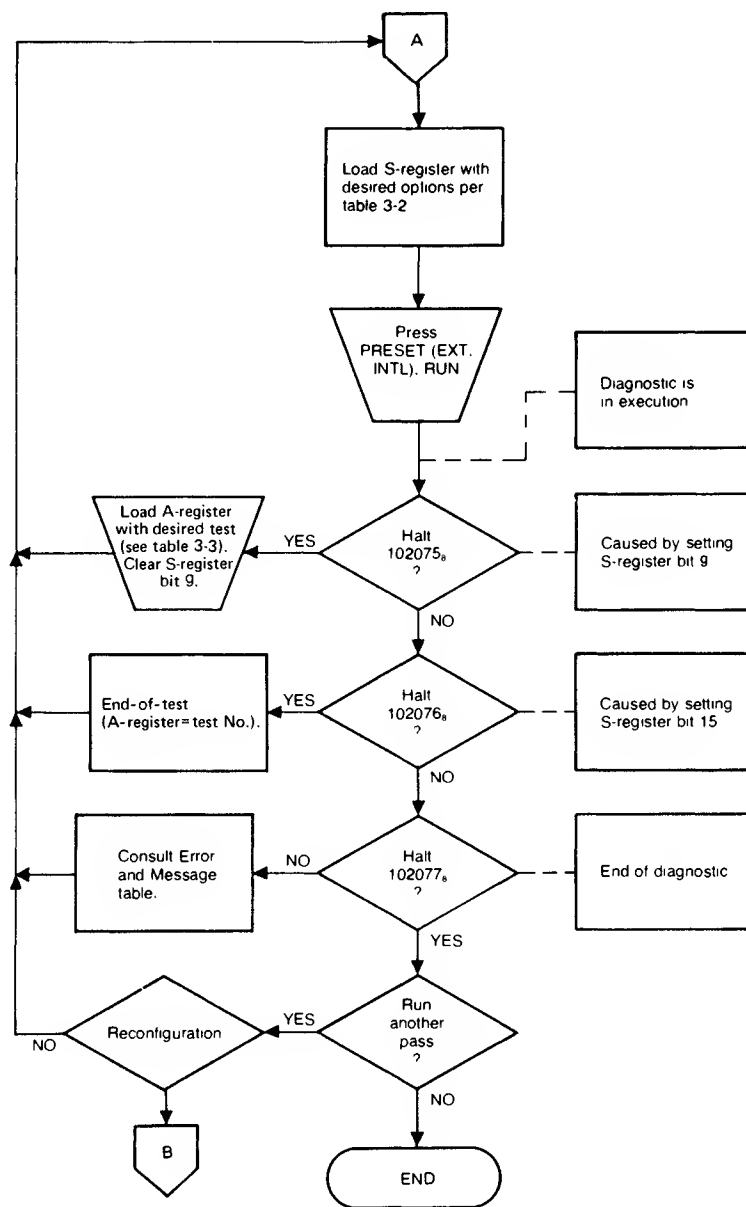 A
Load S-register with
desired options per
table 3-2
Press
PRESET (EXT.
INTL). RUN
Diagnostic is
in execution
Load A-register
with desired test
(see table 3-3).
Clear S-register
bit 9.
YES
Halt
102075₈
?
Caused by setting
S-register bit 9
NO
End-of-test
(A-register=test No.).
YES
Halt
102076₈
?
Caused by setting
S-register bit 15
NO
Consult Error
and Message
table.
NO
Halt
102077₈
?
End of diagnostic
YES
Reconfiguration
YES
Run
another
pass
?
NO
NO
B
END